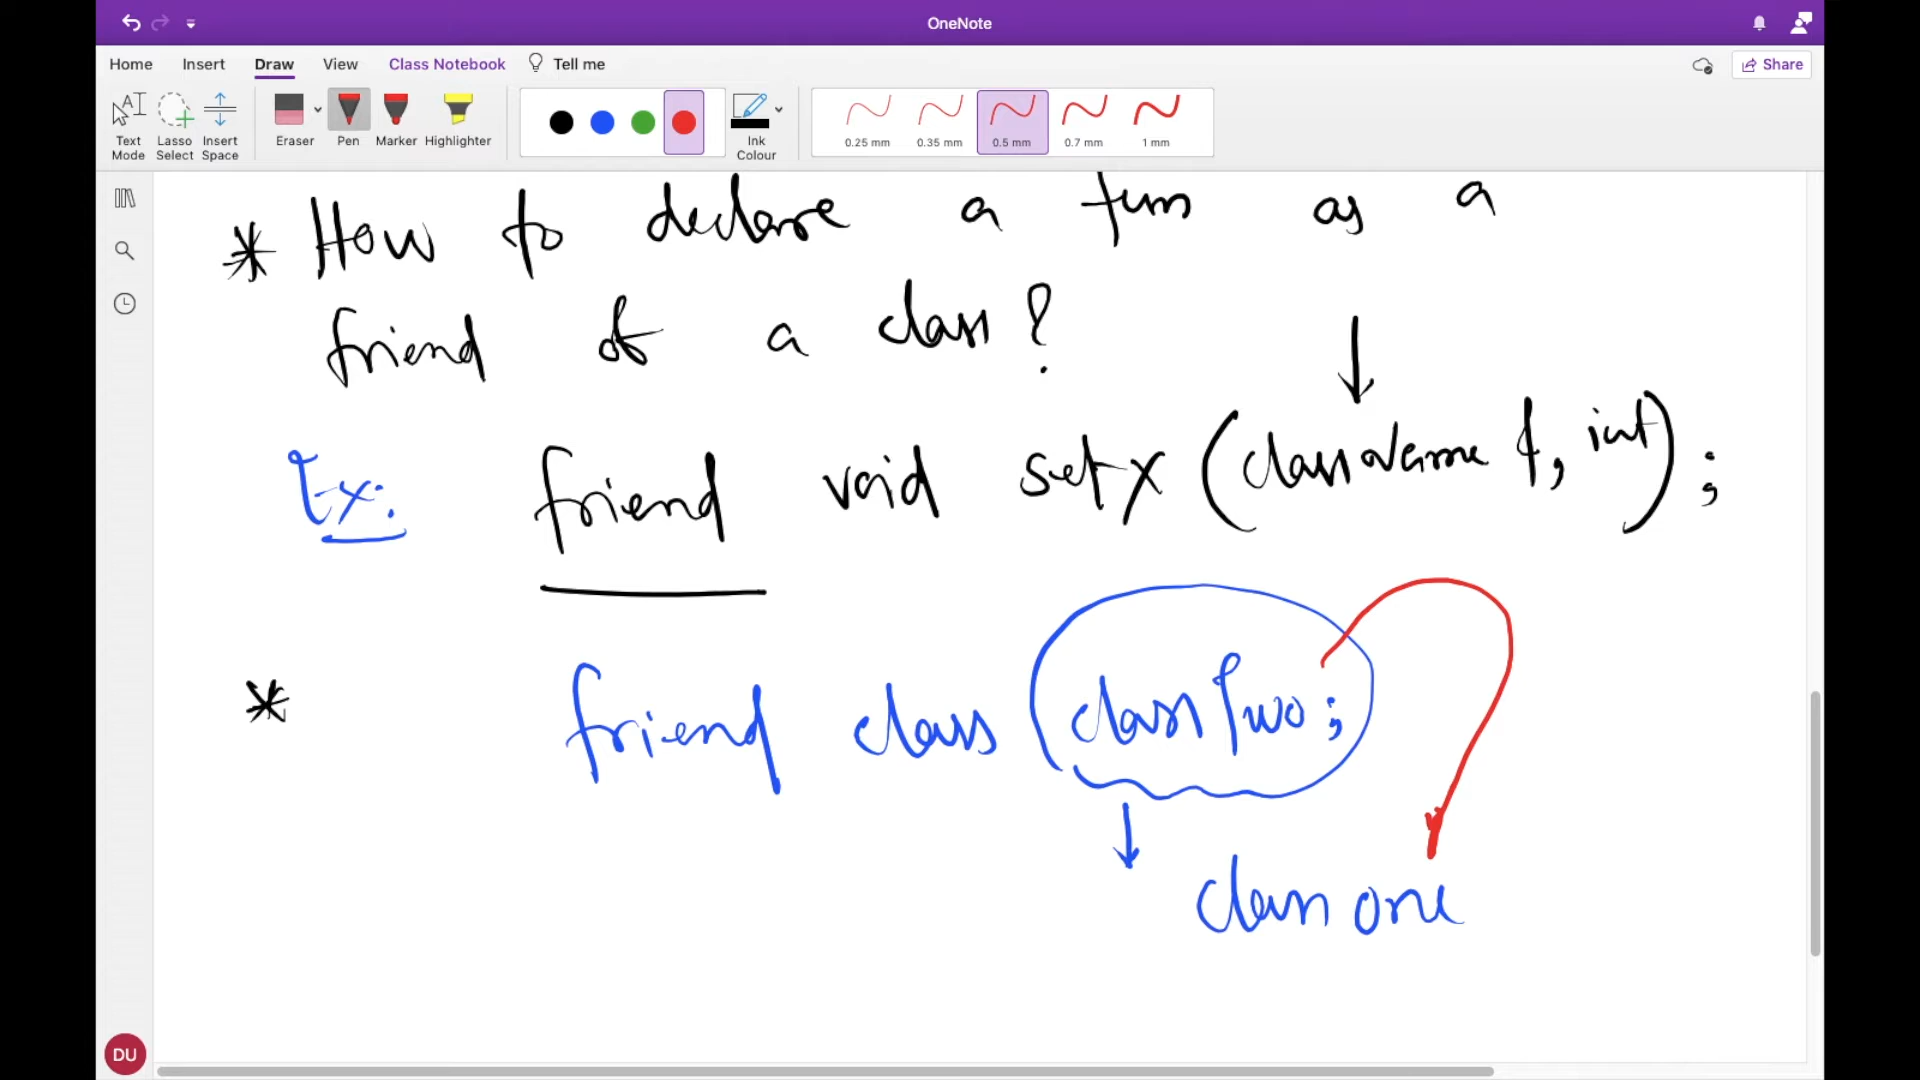 OneNote
Home Insert Draw View Class Notebook Tell me Share
Text Mode Lasso Select Insert Space Eraser Pen Marker Highlighter Ink Colour 0.25 mm 0.35 mm 0.5 mm 0.7 mm 1 mm
* How to declare a fun as a
friend of a class?
Ex: friend void setX (className &, int);
* friend class classTwo;
class one
DU